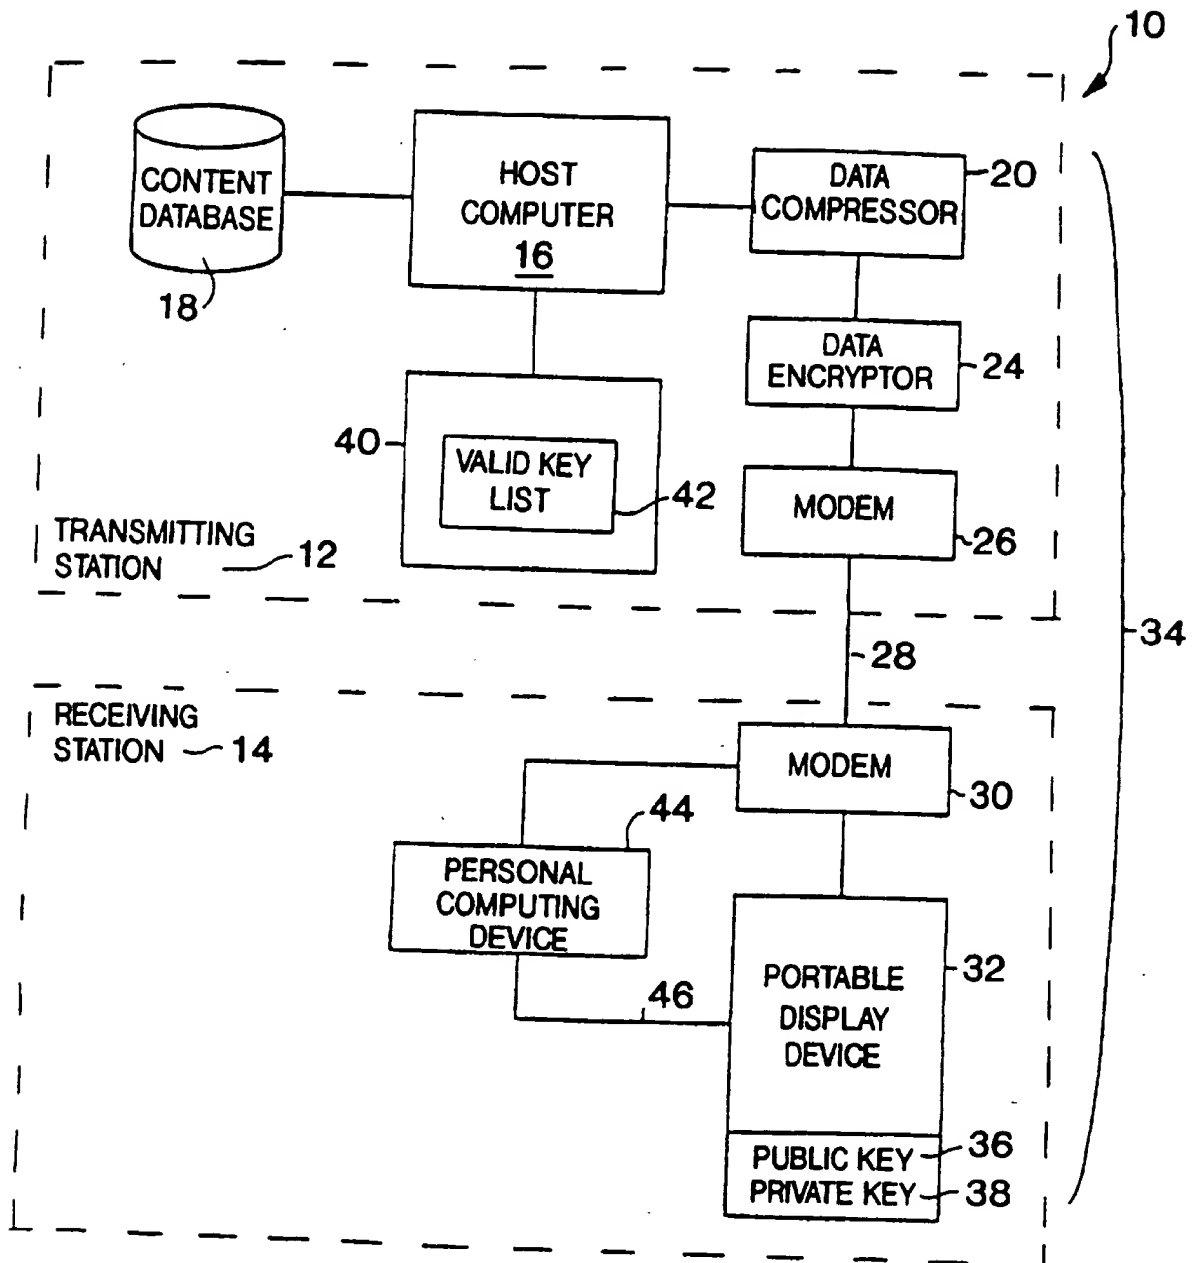 10
CONTENT
DATABASE
18
HOST
COMPUTER
16
DATA
COMPRESSOR
20
DATA
ENCRYPTOR
24
40
VALID KEY
LIST
42
MODEM
26
TRANSMITTING
STATION
12
28
34
RECEIVING
STATION
14
MODEM
30
44
PERSONAL
COMPUTING
DEVICE
46
PORTABLE
DISPLAY
DEVICE
32
PUBLIC KEY
36
PRIVATE KEY
38